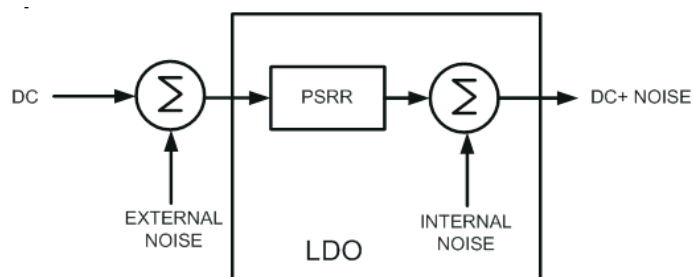 DC
Σ
PSRR
Σ
DC+ NOISE
EXTERNAL
NOISE
INTERNAL
NOISE
LDO